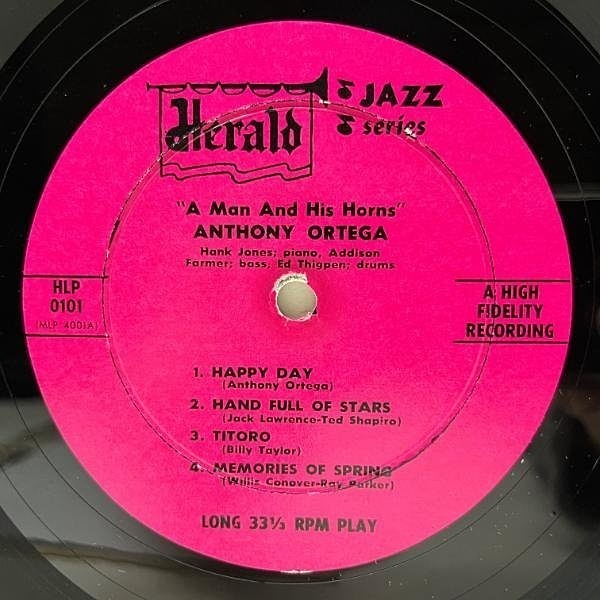 Herald
JAZZ
series
"A Man And His Horns"
ANTHONY ORTEGA
Hank Jones; piano, Addison
Farmer; bass, Ed Thigpen; drums
HLP
0101
(MLP 4001A)
A HIGH
FIDELITY
RECORDING
1. HAPPY DAY
(Anthony Ortega)
2. HAND FULL OF STARS
(Jack Lawrence-Ted Shapiro)
3. TITORO
(Billy Taylor)
4. MEMORIES OF SPRING
(Willis Conover-Ray Parker)
LONG 33⅓ RPM PLAY